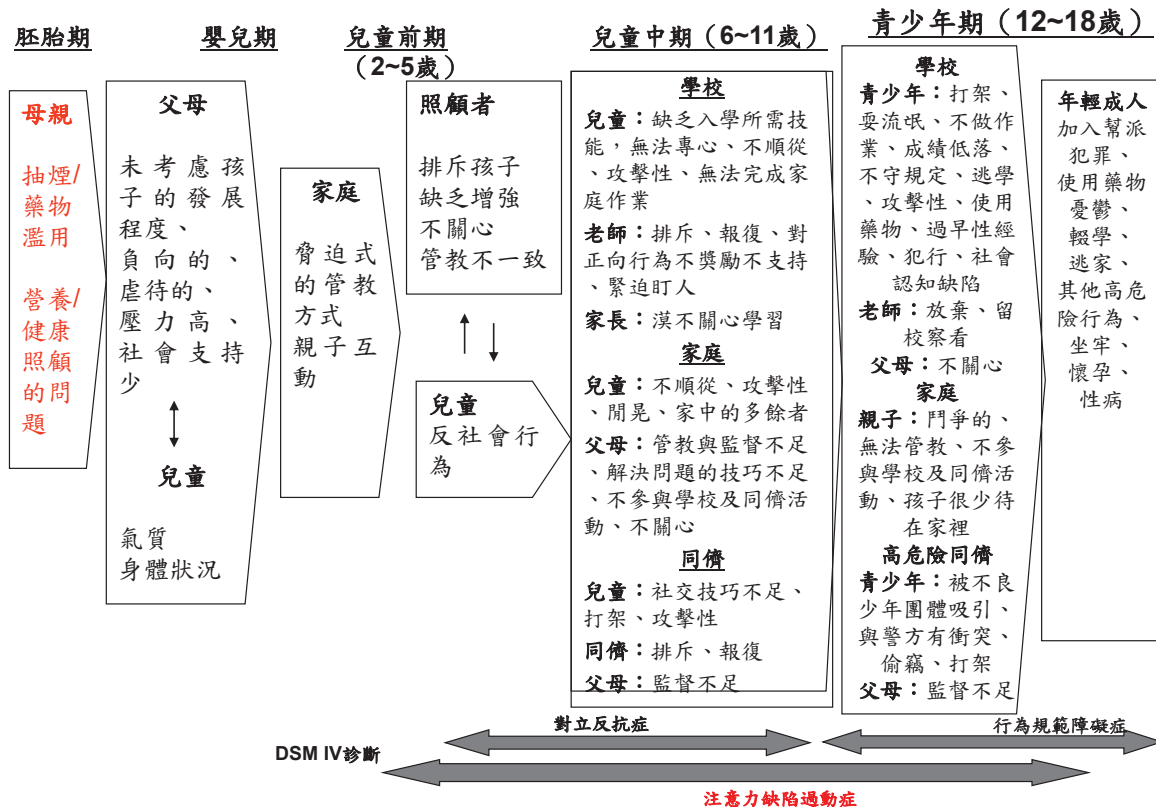 胚胎期
嬰兒期
兒童前期
（2~5歲）
兒童中期（6~11歲）
青少年期（12~18歲）
母親
抽煙/
藥物
濫用
營養/
健康
照顧
的問
題
父母
未考慮孩
子的發展
程度、
負向的、
虐待的、
壓力高、
社會支持
少
兒童
氣質
身體狀況
家庭
脅迫式
的管教
方式
親子互
動
照顧者
排斥孩子
缺乏增強
不關心
管教不一致
兒童
反社會行
為
學校
兒童：缺乏入學所需技
能，無法專心、不順從
、攻擊性、無法完成家
庭作業
老師：排斥、報復、對
正向行為不獎勵不支持
、緊迫盯人
家長：漠不關心學習
家庭
兒童：不順從、攻擊性
、閒晃、家中的多餘者
父母：管教與監督不足
、解決問題的技巧不足
、不參與學校及同儕活
動、不關心
同儕
兒童：社交技巧不足、
打架、攻擊性
同儕：排斥、報復
父母：監督不足
學校
青少年：打架、
耍流氓、不做作
業、成績低落、
不守規定、逃學
、攻擊性、使用
藥物、過早性經
驗、犯行、社會
認知缺陷
老師：放棄、留
校察看
父母：不關心
家庭
親子：鬥爭的、
無法管教、不參
與學校及同儕活
動、孩子很少待
在家裡
高危險同儕
青少年：被不良
少年團體吸引、
與警方有衝突、
偷竊、打架
父母：監督不足
年輕成人
加入幫派
犯罪、
使用藥物
憂鬱、
輟學、
逃家、
其他高危
險行為、
坐牢、
懷孕、
性病
對立反抗症
行為規範障礙症
DSM IV診斷
注意力缺陷過動症